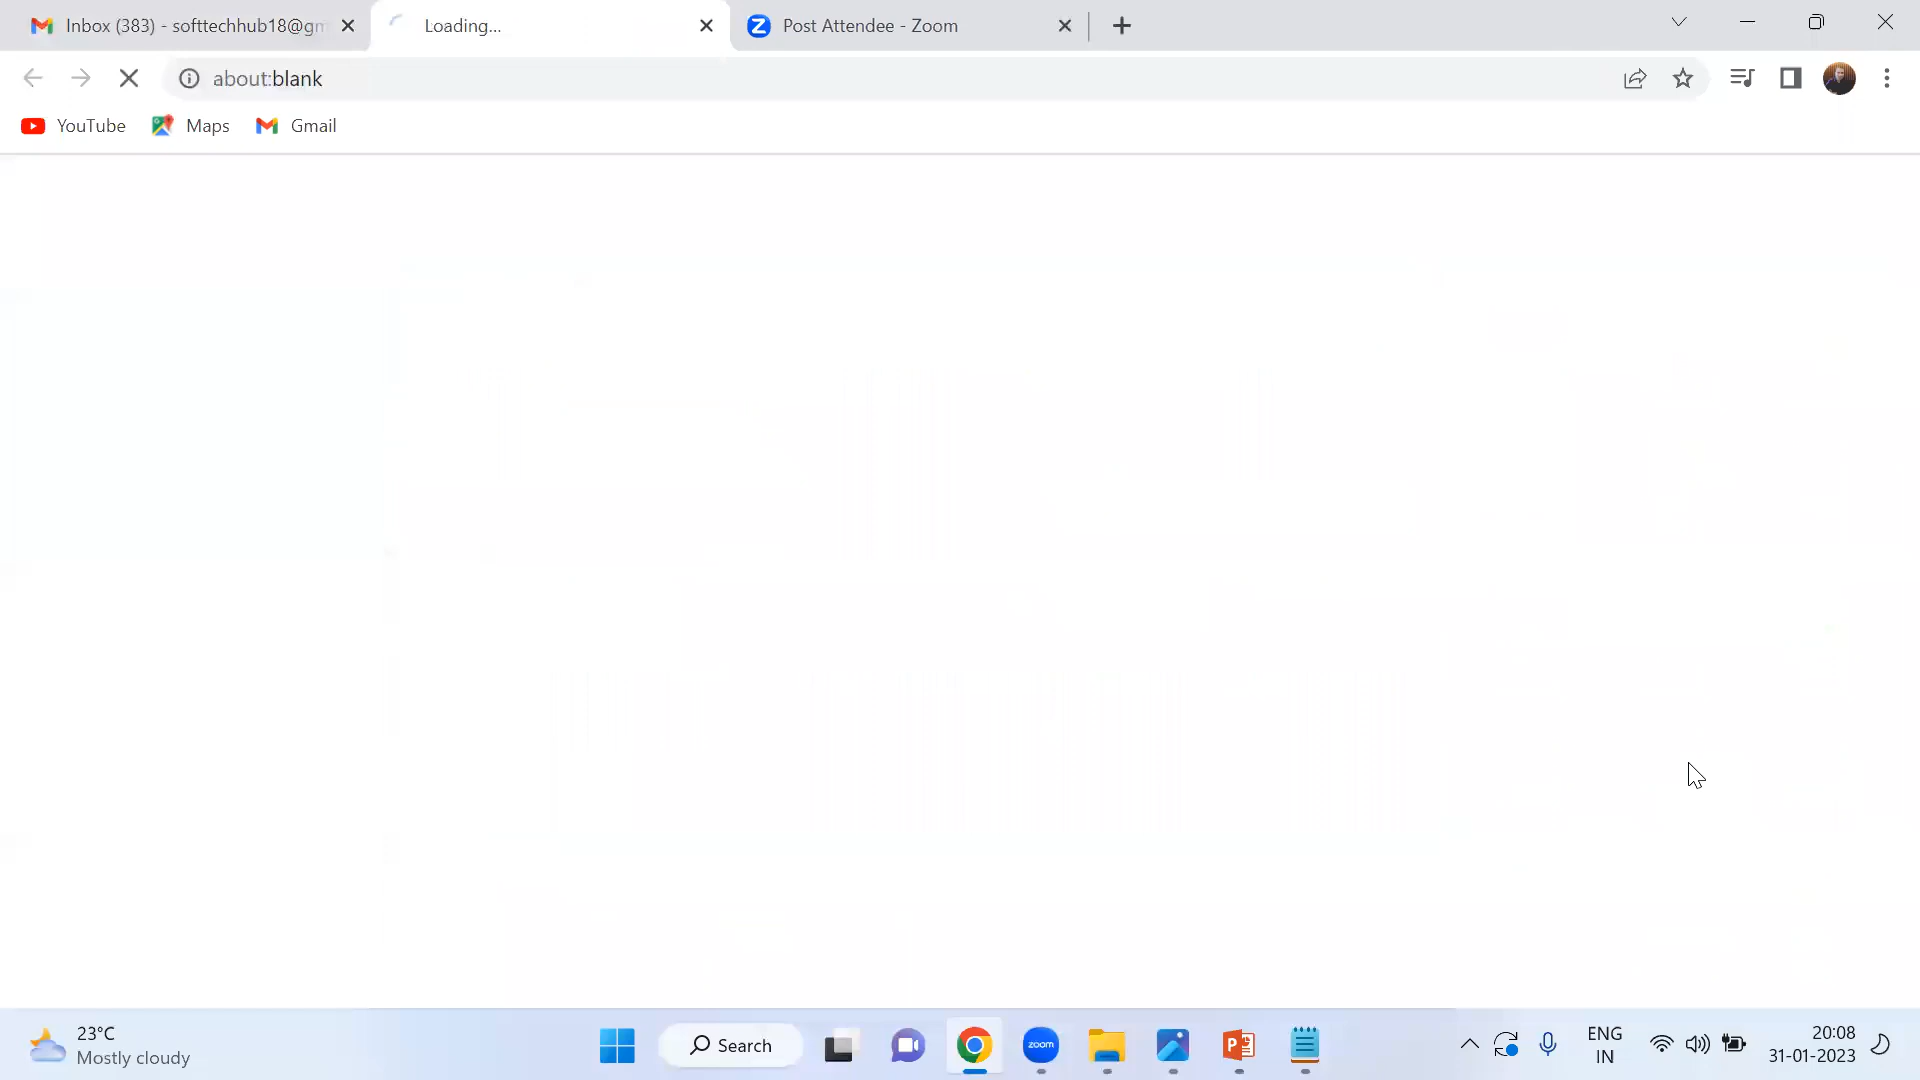 Inbox (383) - softtechhub18@gm
Loading...
Post Attendee - Zoom
about:blank
YouTube
Maps
Gmail
23°C
Mostly cloudy
Search
zoom
ENG
IN
20:08
31-01-2023